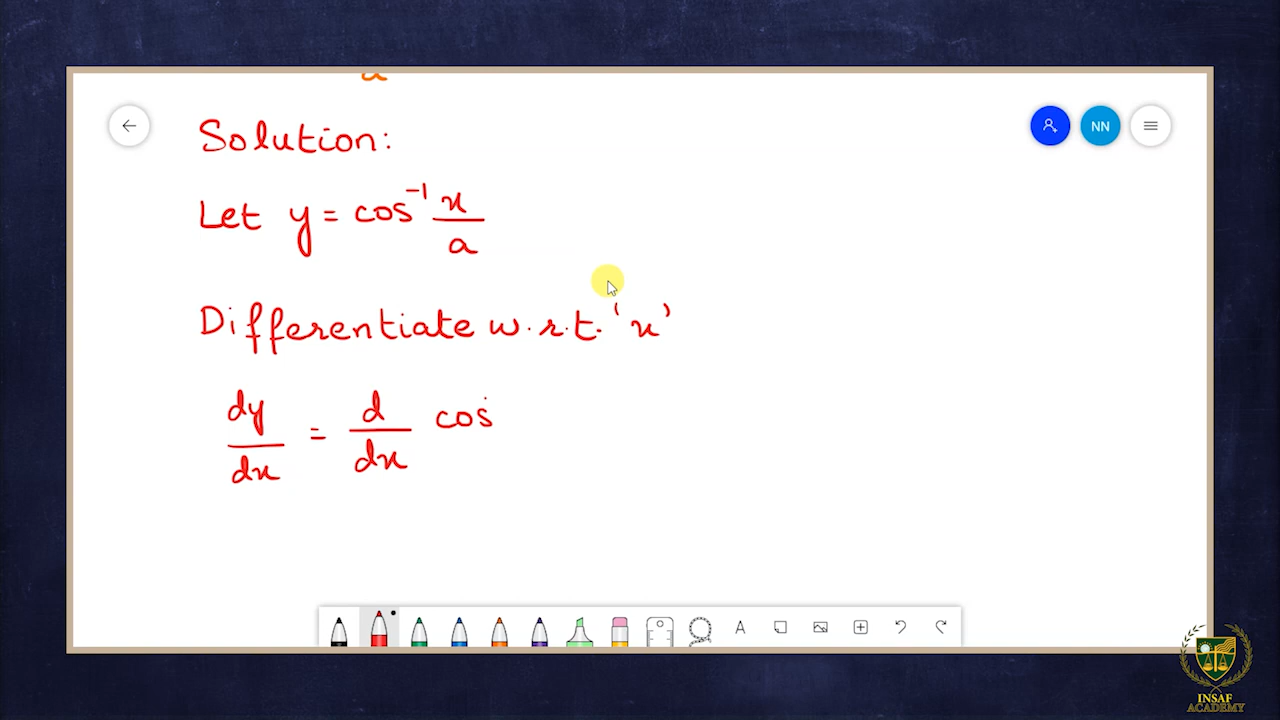 a
Solution:
Let y = cos⁻¹ x/a
Differentiate w.r.t. 'x'
dy/dx = d/dx cos
NN
A
INSAF
ACADEMY